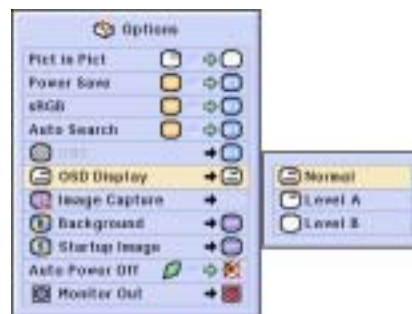 Options
Pict in Pict
Power Save
sRGB
Auto Search
OSD Display
Image Capture
Background
Startup Image
Auto Power Off
Monitor Out
Normal
Level A
Level B